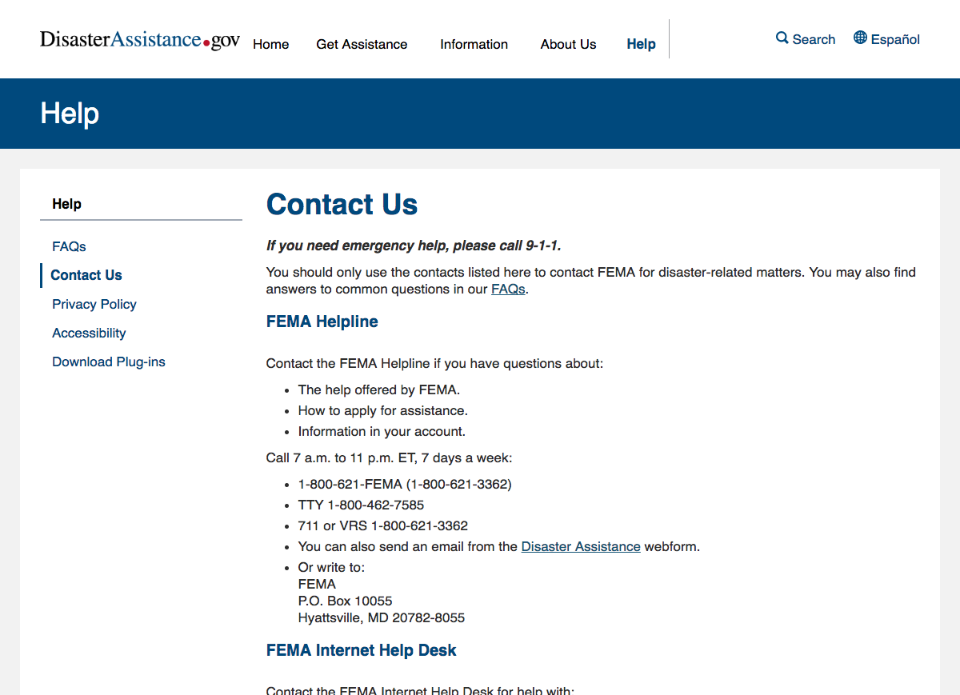 DisasterAssistance.gov
Home Get Assistance Information About Us Help
Search Español
Help
Help
FAQs
Contact Us
Privacy Policy
Accessibility
Download Plug-ins
Contact Us
If you need emergency help, please call 9-1-1.
You should only use the contacts listed here to contact FEMA for disaster-related matters. You may also find
answers to common questions in our FAQs.
FEMA Helpline
Contact the FEMA Helpline if you have questions about:
• The help offered by FEMA.
• How to apply for assistance.
• Information in your account.
Call 7 a.m. to 11 p.m. ET, 7 days a week:
• 1-800-621-FEMA (1-800-621-3362)
• TTY 1-800-462-7585
• 711 or VRS 1-800-621-3362
• You can also send an email from the Disaster Assistance webform.
• Or write to:
FEMA
P.O. Box 10055
Hyattsville, MD 20782-8055
FEMA Internet Help Desk
Contact the FEMA Internet Help Desk for help with: